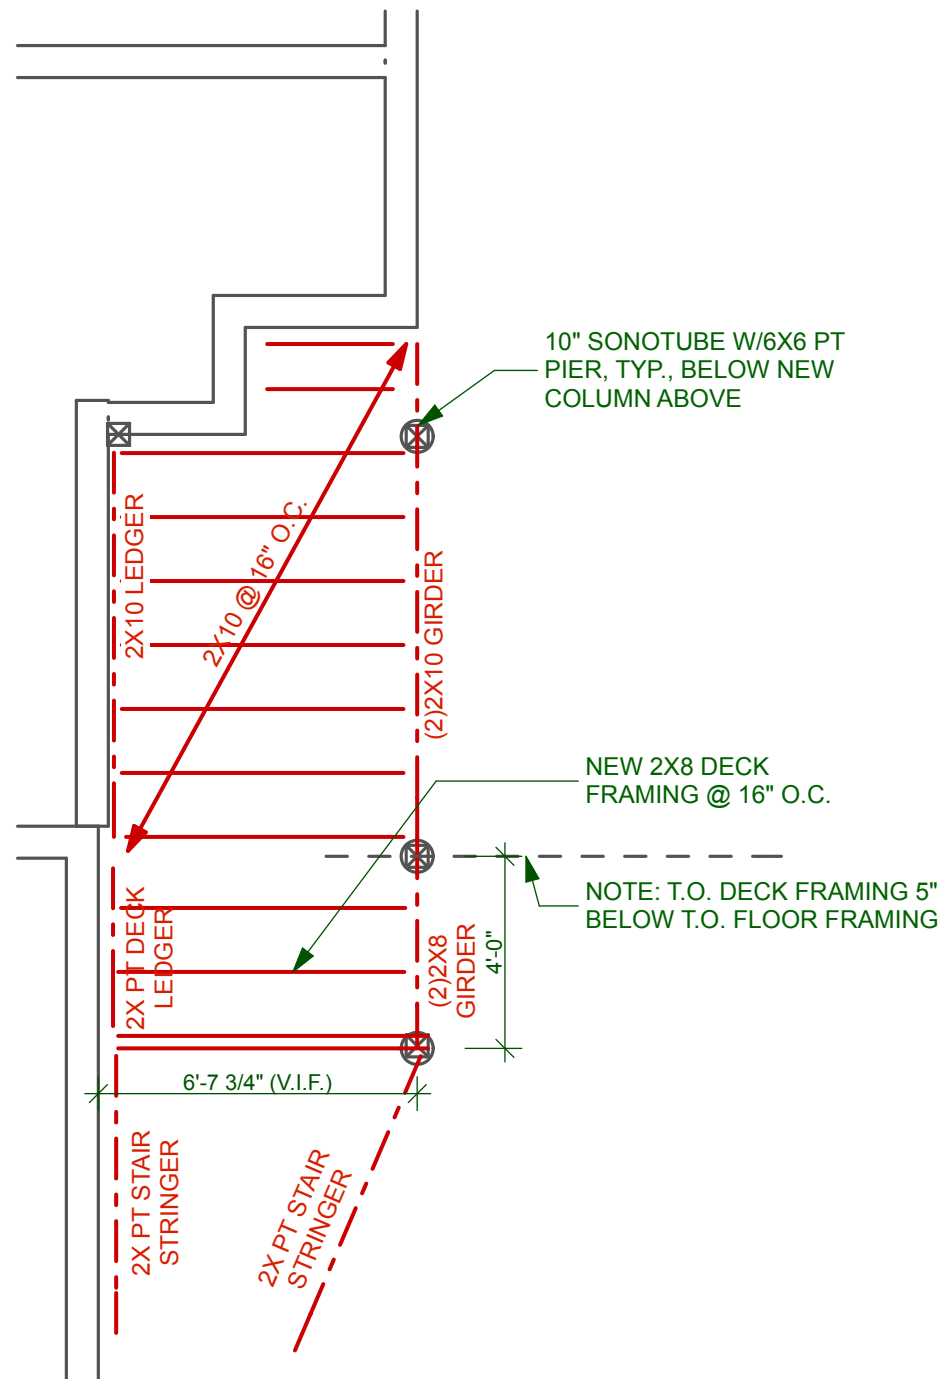 10" SONOTUBE W/6X6 PT
PIER, TYP., BELOW NEW
COLUMN ABOVE
2X10 LEDGER
2X10 @ 16" O.C.
(2)2X10 GIRDER
NEW 2X8 DECK
FRAMING @ 16" O.C.
NOTE: T.O. DECK FRAMING 5"
BELOW T.O. FLOOR FRAMING
2X PT DECK
LEDGER
(2)2X8
GIRDER
4'-0"
6'-7 3/4" (V.I.F.)
2X PT STAIR
STRINGER
2X PT STAIR
STRINGER